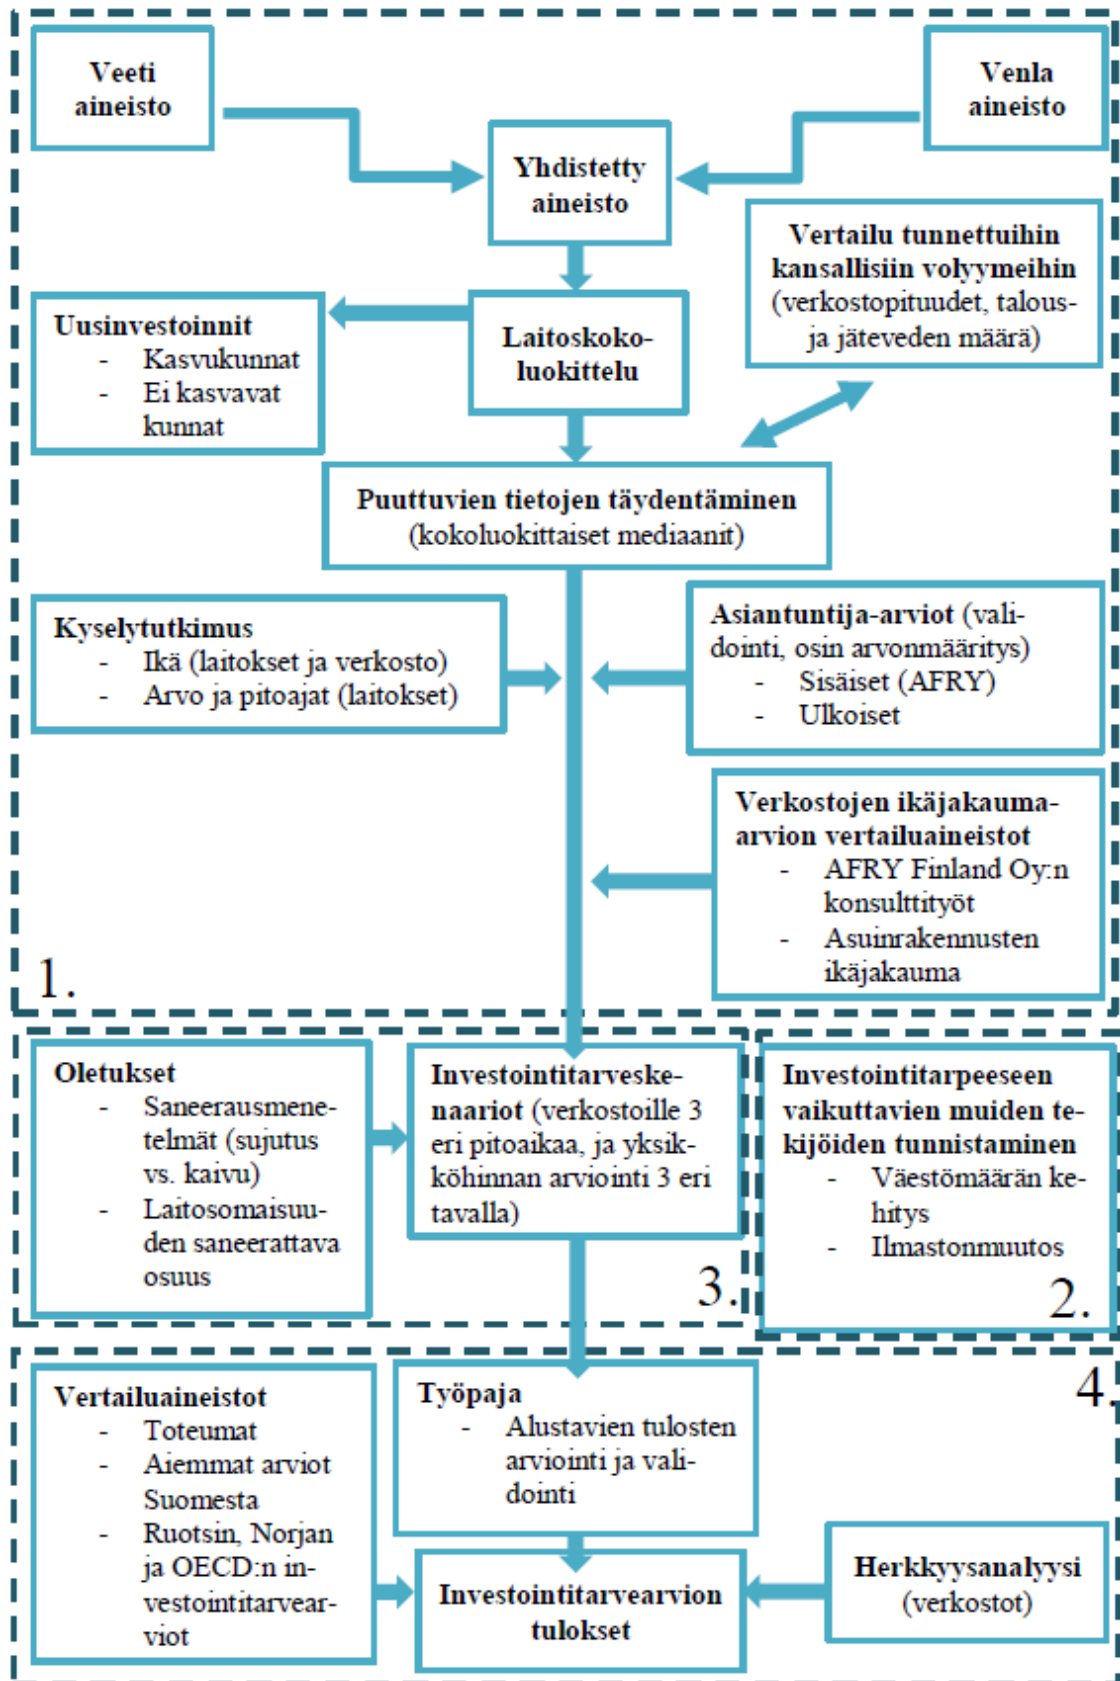 Veeti
aineisto
Venla
aineisto
Yhdistetty
aineisto
Vertailu tunnettuihin
kansallisiin volyymeihin
(verkostopituudet, talous-
ja jäteveden määrä)
Uusinvestoinnit
- Kasvukunnat
- Ei kasvavat
kunnat
Laitoskoko-
luokittelu
Puuttuvien tietojen täydentäminen
(kokoluokittaiset mediaanit)
Kyselytutkimus
- Ikä (laitokset ja verkosto)
- Arvo ja pitoajat (laitokset)
Asiantuntija-arviot (vali-
dointi, osin arvonmääritys)
- Sisäiset (AFRY)
- Ulkoiset
Verkostojen ikäjakauma-
arvion vertailuaineistot
- AFRY Finland Oy:n
konsulttityöt
- Asuinrakennusten
ikäjakauma
1.
Oletukset
- Saneerausmene-
telmät (sujutus
vs. kaivu)
- Laitosomaisuu-
den saneerattava
osuus
Investointitarveske-
naariot (verkostoille 3
eri pitoaikaa, ja yksik-
köhinnan arviointi 3 eri
tavalla)
3.
Investointitarpeeseen
vaikuttavien muiden te-
kijöiden tunnistaminen
- Väestömäärän ke-
hitys
- Ilmastonmuutos
2.
4.
Vertailuaineistot
- Toteumat
- Aiemmat arviot
Suomesta
- Ruotsin, Norjan
ja OECD:n in-
vestointitarvear-
viot
Työpaja
- Alustavien tulosten
arviointi ja vali-
dointi
Investointitarvearvion
tulokset
Herkkyysanalyysi
(verkostot)